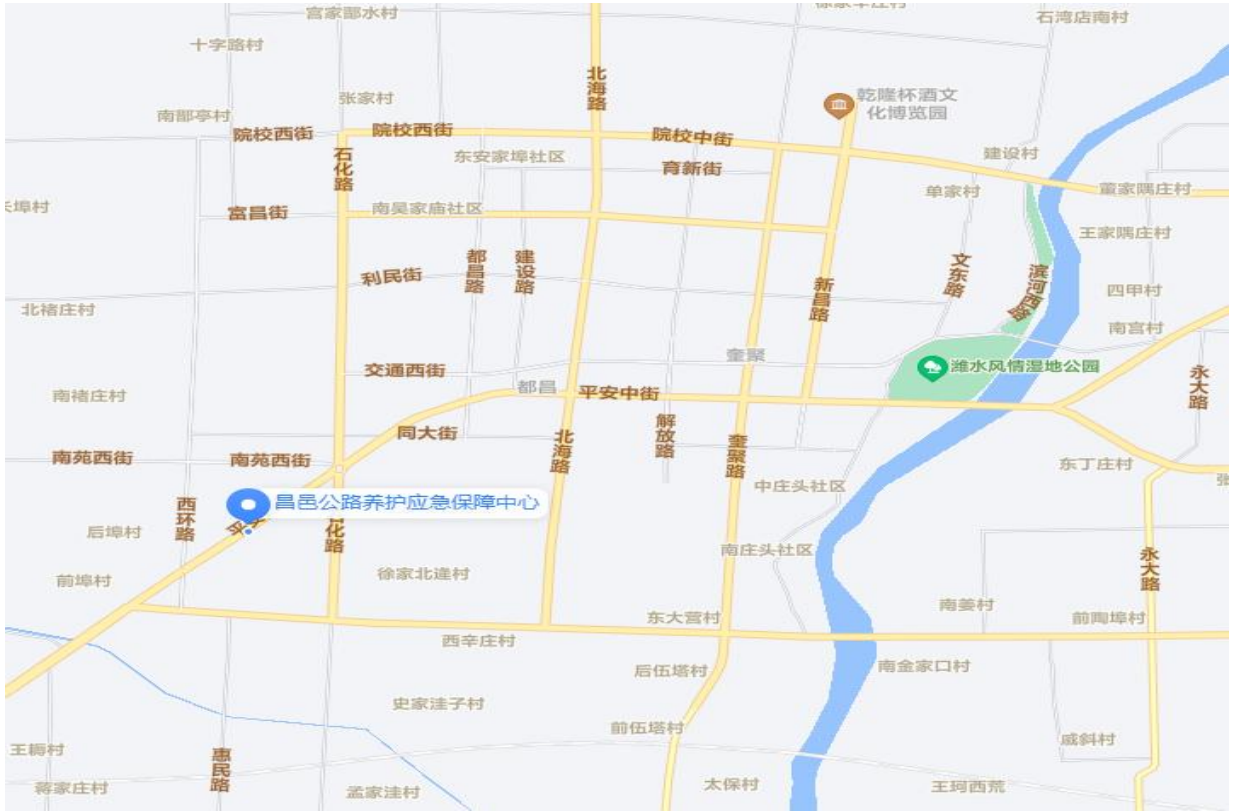 宫家郚水村
石湾店南村
十字路村
北海路
张家村
乾隆杯酒文
化博览园
南郚亭村
院校西街
院校西街
院校中街
石化路
东安家埠社区
育新街
建设村
单家村
董家隅庄村
长埠村
富昌街
南吴家庙社区
王家隅庄村
都昌路
建设路
利民街
新昌路
文东路
滨河西路
四甲村
北褚庄村
南宫村
奎聚
交通西街
潍水风情湿地公园
永大路
都昌
平安中街
南褚庄村
同大街
解放路
北海路
奎聚路
南苑西街
南苑西街
东丁庄村
中庄头社区
昌邑公路养护应急保障中心
西环路
后埠村
化路
南庄头社区
永大路
前埠村
徐家北逄村
南姜村
东大营村
前陶埠村
西辛庄村
后伍塔村
南金家口村
史家洼子村
前伍塔村
戚斜村
王耨村
惠民路
蒋家庄村
孟家洼村
太保村
王珂西荒